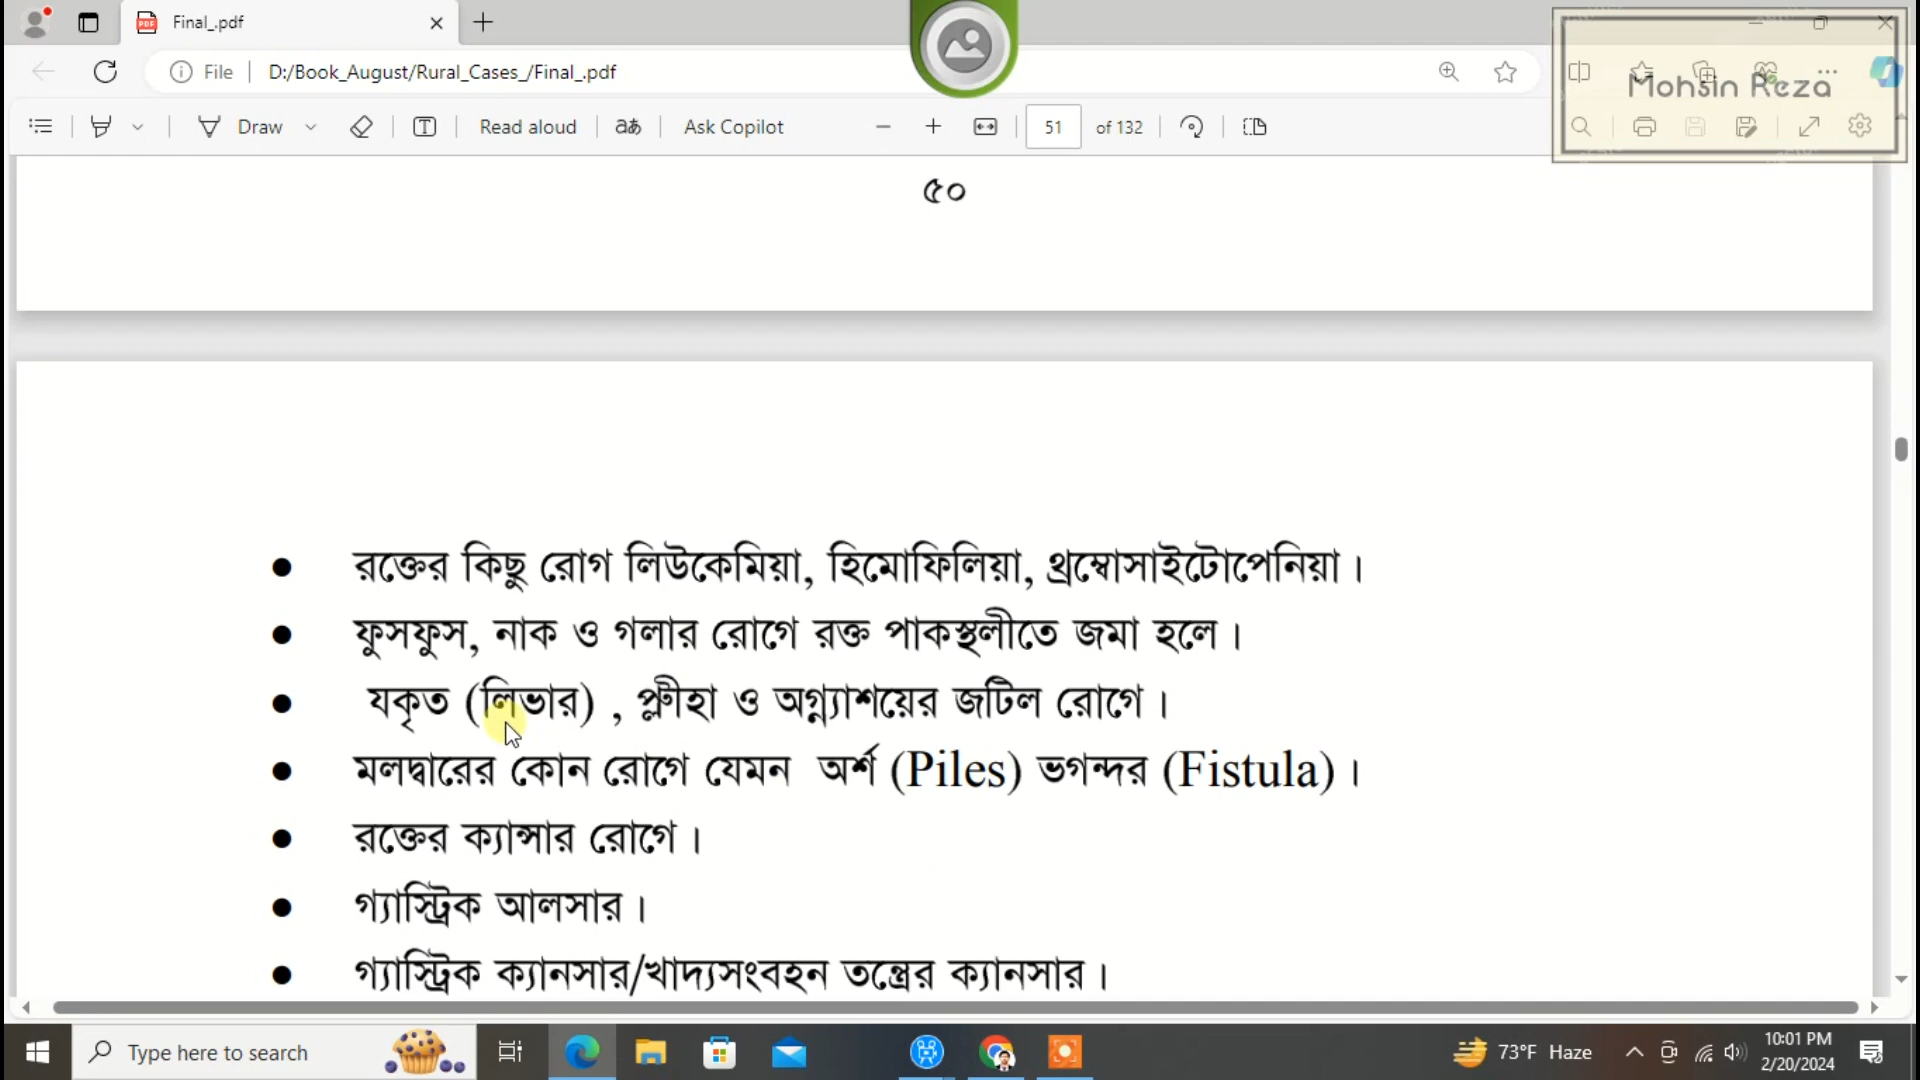 Final_.pdf
File D:/Book_August/Rural_Cases_/Final_.pdf
Mohsin Reza
Draw Read aloud aあ Ask Copilot 51 of 132
৫০
● রক্তের কিছু রোগ লিউকেমিয়া, হিমোফিলিয়া, থ্রম্বোসাইটোপেনিয়া।
● ফুসফুস, নাক ও গলার রোগে রক্ত পাকস্থলীতে জমা হলে।
● যকৃত (লিভার) , প্লীহা ও অগ্ন্যাশয়ের জটিল রোগে।
● মলদ্বারের কোন রোগে যেমন অর্শ (Piles) ভগন্দর (Fistula)।
● রক্তের ক্যান্সার রোগে।
● গ্যাস্ট্রিক আলসার।
● গ্যাস্ট্রিক ক্যানসার/খাদ্যসংবহন তন্ত্রের ক্যানসার।
Type here to search 73°F Haze 10:01 PM
2/20/2024